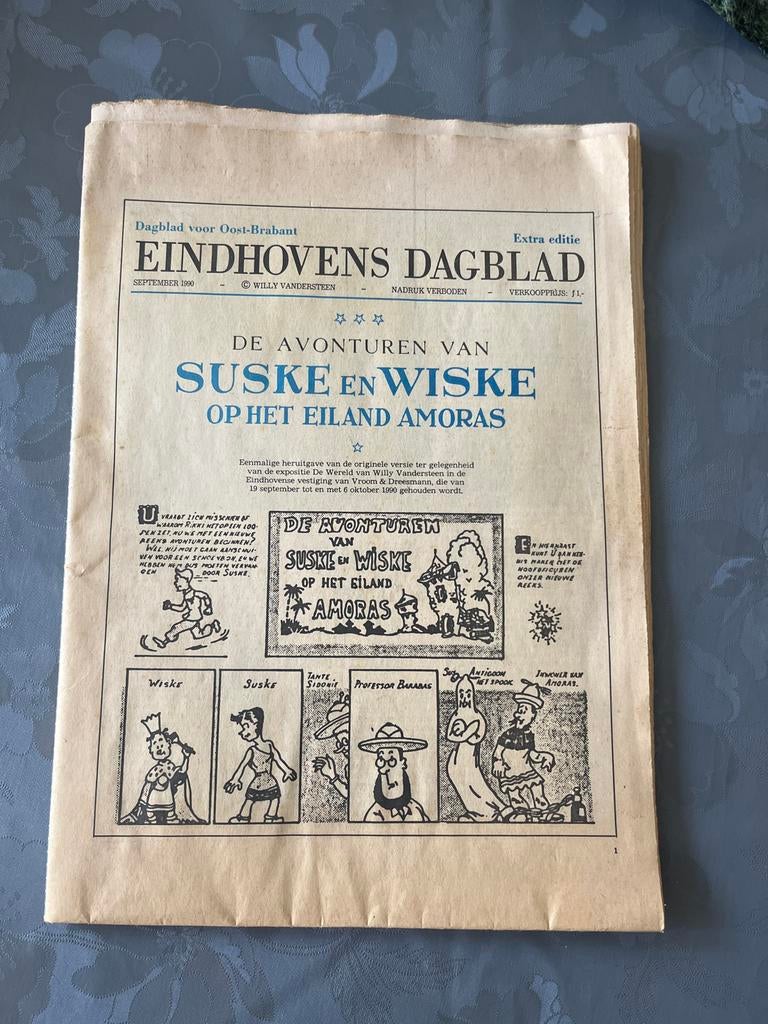 Dagblad voor Oost-Brabant
Extra editie
EINDHOVENS DAGBLAD
SEPTEMBER 1990 – © WILLY VANDERSTEEN – NADRUK VERBODEN – VERKOOPPRIJS: ƒ 1,-
DE AVONTUREN VAN
SUSKE EN WISKE
OP HET EILAND AMORAS
Eenmalige heruitgave van de originele versie ter gelegenheid
van de expositie De Wereld van Willy Vandersteen in de
Eindhovense vestiging van Vroom & Dreesmann, die van
19 september tot en met 6 oktober 1990 gehouden wordt.
U VRAAGT ZICH MISSCHIEN AF
WAAROM RIKKI HET OP EEN LOO-
PEN ZET, NU WE MET EEN NIEUWE
REEKS AVONTUREN BEGINNEN?
WEL, HIJ MOET GAAN AANSCHUI-
VEN VOOR EEN SCHOENBON, EN WE
HEBBEN HEM DUS MOETEN VERVAN-
GEN DOOR SUSKE.
DE AVONTUREN
VAN
SUSKE EN WISKE
OP HET EILAND
AMORAS
EN HIERNAAST
KUNT U
MAKEN MET DE
HOOFDFIGUREN
ONZER NIEUWE
REEKS.
WISKE
SUSKE
TANTE
SIDONIE
PROFESSOR BARABAS
ANTIGOON
HET SPOOK
INWONER VAN
AMORAS.
1